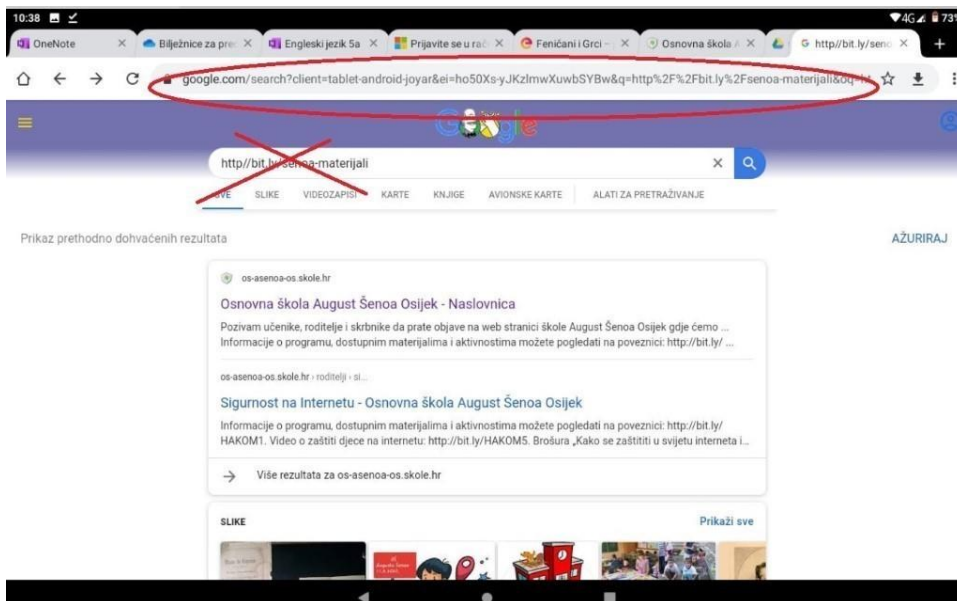 10:38
4G 73%
OneNote
Bilježnice za pre
Engleski jezik 5a
Prijavite se u rač
Feničani i Grci –
Osnovna škola A
http//bit.ly/seno
google.com/search?client=tablet-android-joyar&ei=ho50Xs-yJKzlmwXuwbSYBw&q=http%2F%2Fbit.ly%2Fsenoa-materijali&oq=ht
Google
http//bit.ly/senoa-materijali
SVE SLIKE VIDEOZAPISI KARTE KNJIGE AVIONSKE KARTE ALATI ZA PRETRAŽIVANJE
Prikaz prethodno dohvaćenih rezultata AŽURIRAJ
os-asenoa-os.skole.hr
Osnovna škola August Šenoa Osijek - Naslovnica
Pozivam učenike, roditelje i skrbnike da prate objave na web stranici škole August Šenoa Osijek gdje ćemo ...
Informacije o programu, dostupnim materijalima i aktivnostima možete pogledati na poveznici: http://bit.ly/ ...
os-asenoa-os.skole.hr › roditelji › si...
Sigurnost na Internetu - Osnovna škola August Šenoa Osijek
Informacije o programu, dostupnim materijalima i aktivnostima možete pogledati na poveznici: http://bit.ly/
HAKOM1. Video o zaštiti djece na internetu: http://bit.ly/HAKOM5. Brošura „Kako se zaštititi u svijetu interneta i...
Više rezultata za os-asenoa-os.skole.hr
SLIKE Prikaži sve